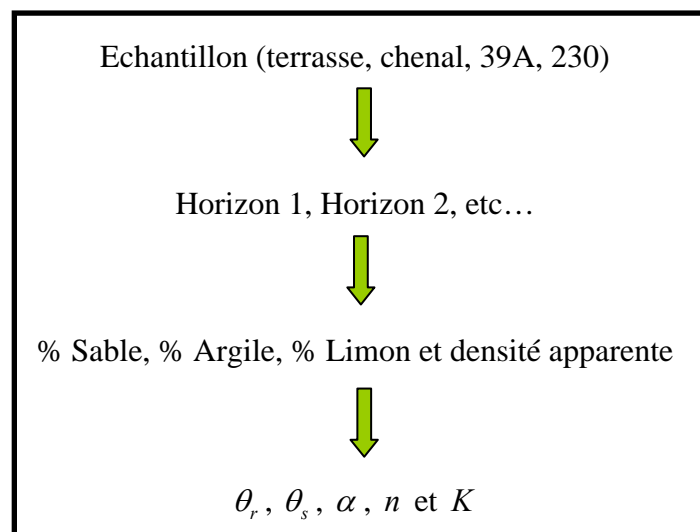 Echantillon (terrasse, chenal, 39A, 230)
Horizon 1, Horizon 2, etc…
% Sable, % Argile, % Limon et densité apparente
θr , θs , α , n et K